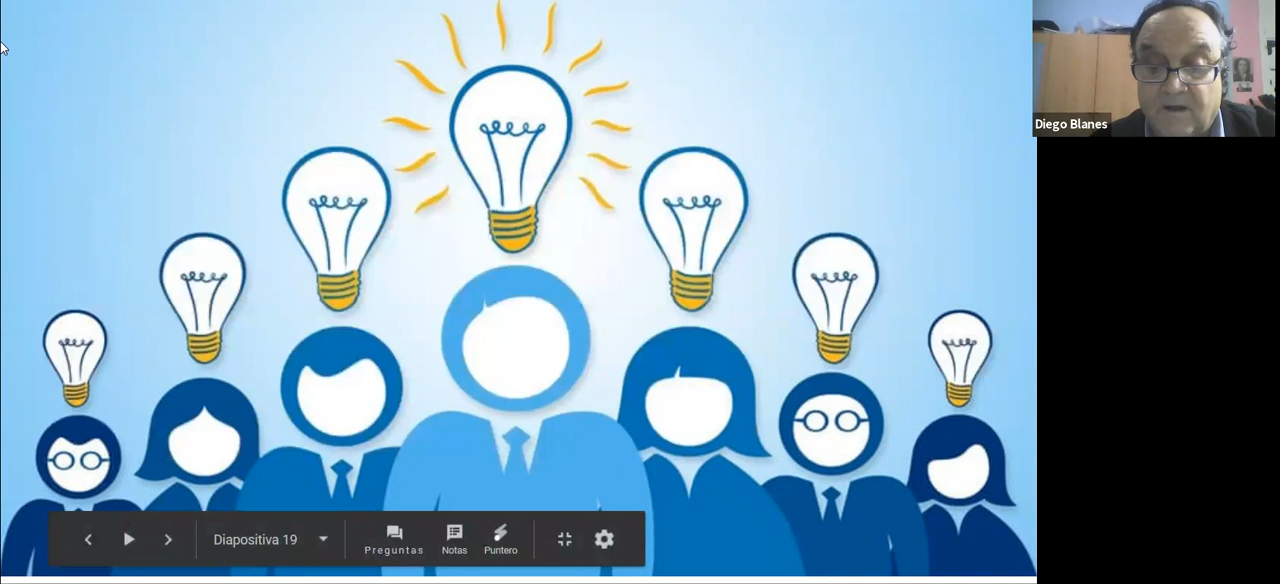 Diego Blanes
Diapositiva 19
Preguntas
Notas
Puntero